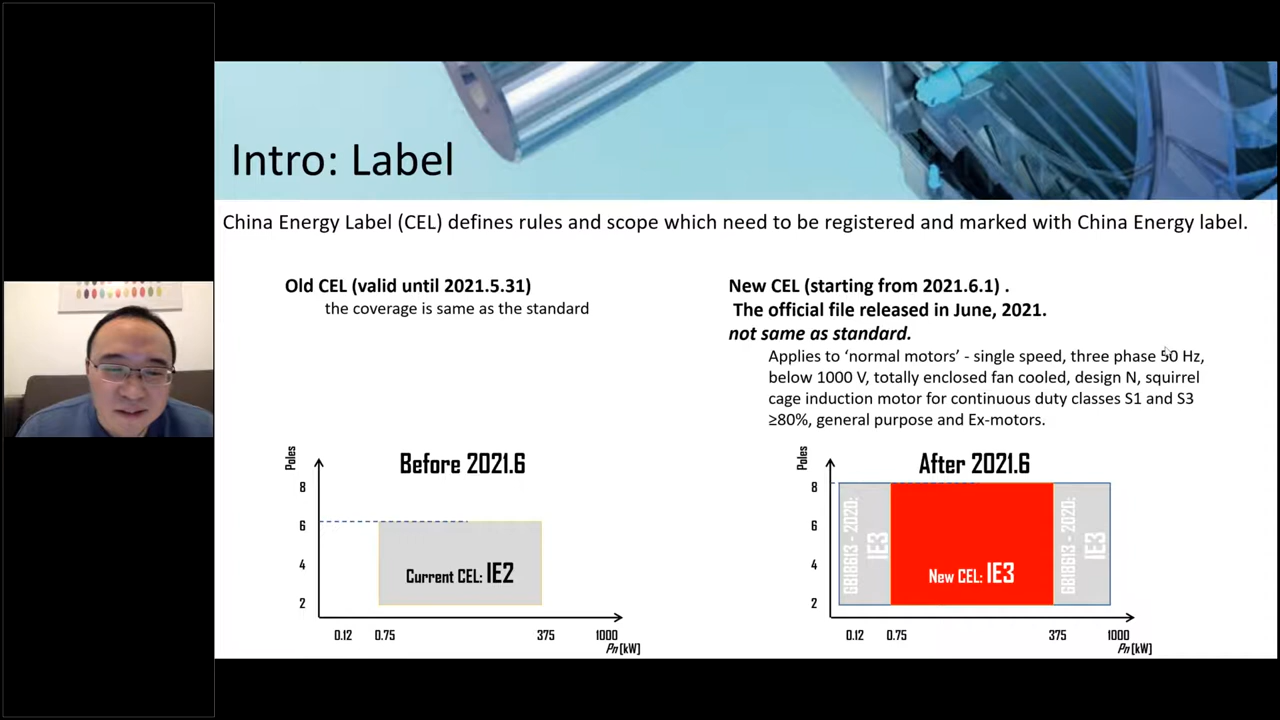 Intro: Label
China Energy Label (CEL) defines rules and scope which need to be registered and marked with China Energy label.
Old CEL (valid until 2021.5.31)
the coverage is same as the standard
New CEL (starting from 2021.6.1) .
The official file released in June, 2021.
not same as standard.
Applies to ‘normal motors’ - single speed, three phase 50 Hz,
below 1000 V, totally enclosed fan cooled, design N, squirrel
cage induction motor for continuous duty classes S1 and S3
≥80%, general purpose and Ex-motors.
Before 2021.6
Poles
8
6
4
2
Current CEL: IE2
0.12 0.75 375 1000
Pn [kW]
After 2021.6
Poles
8
6
4
2
GB18613 - 2020:
IE3
New CEL: IE3
GB18613 - 2020:
IE3
0.12 0.75 375 1000
Pn [kW]